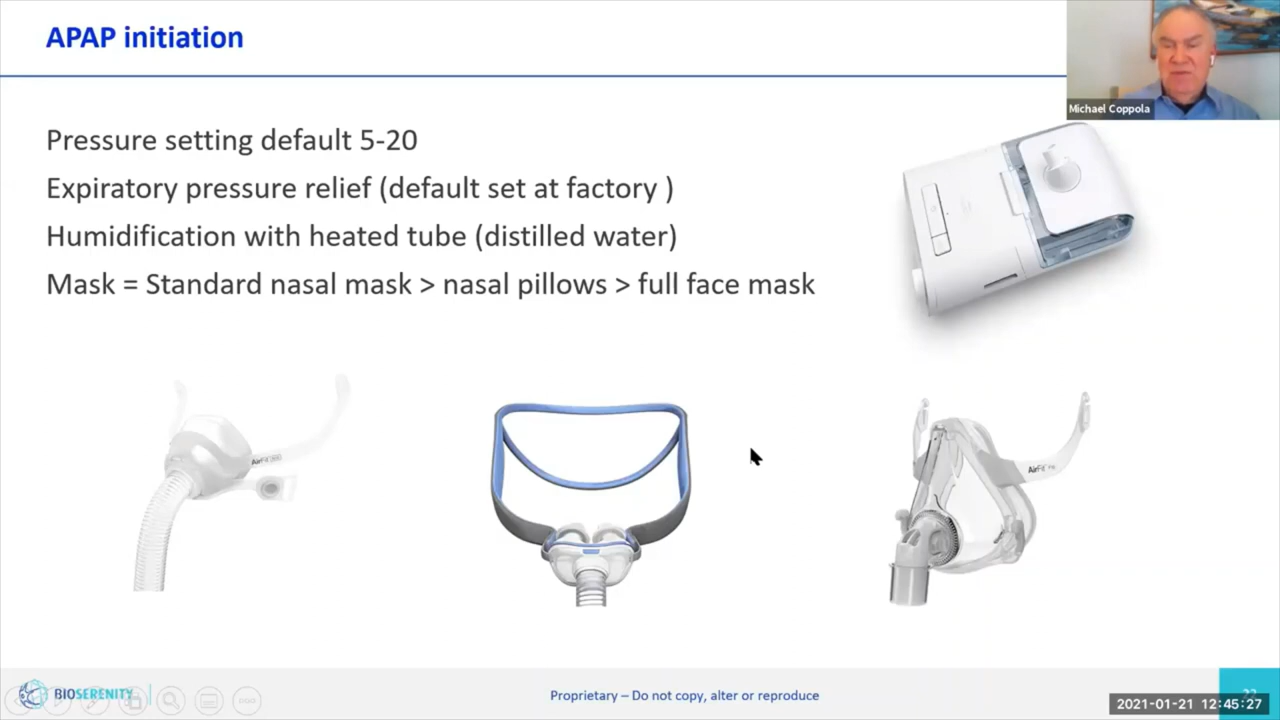 APAP initiation
Michael Coppola
Pressure setting default 5-20
Expiratory pressure relief (default set at factory )
Humidification with heated tube (distilled water)
Mask = Standard nasal mask > nasal pillows > full face mask
AirFit
AirFit
BIOSERENITY
Proprietary – Do not copy, alter or reproduce
2021-01-21 12:45:27